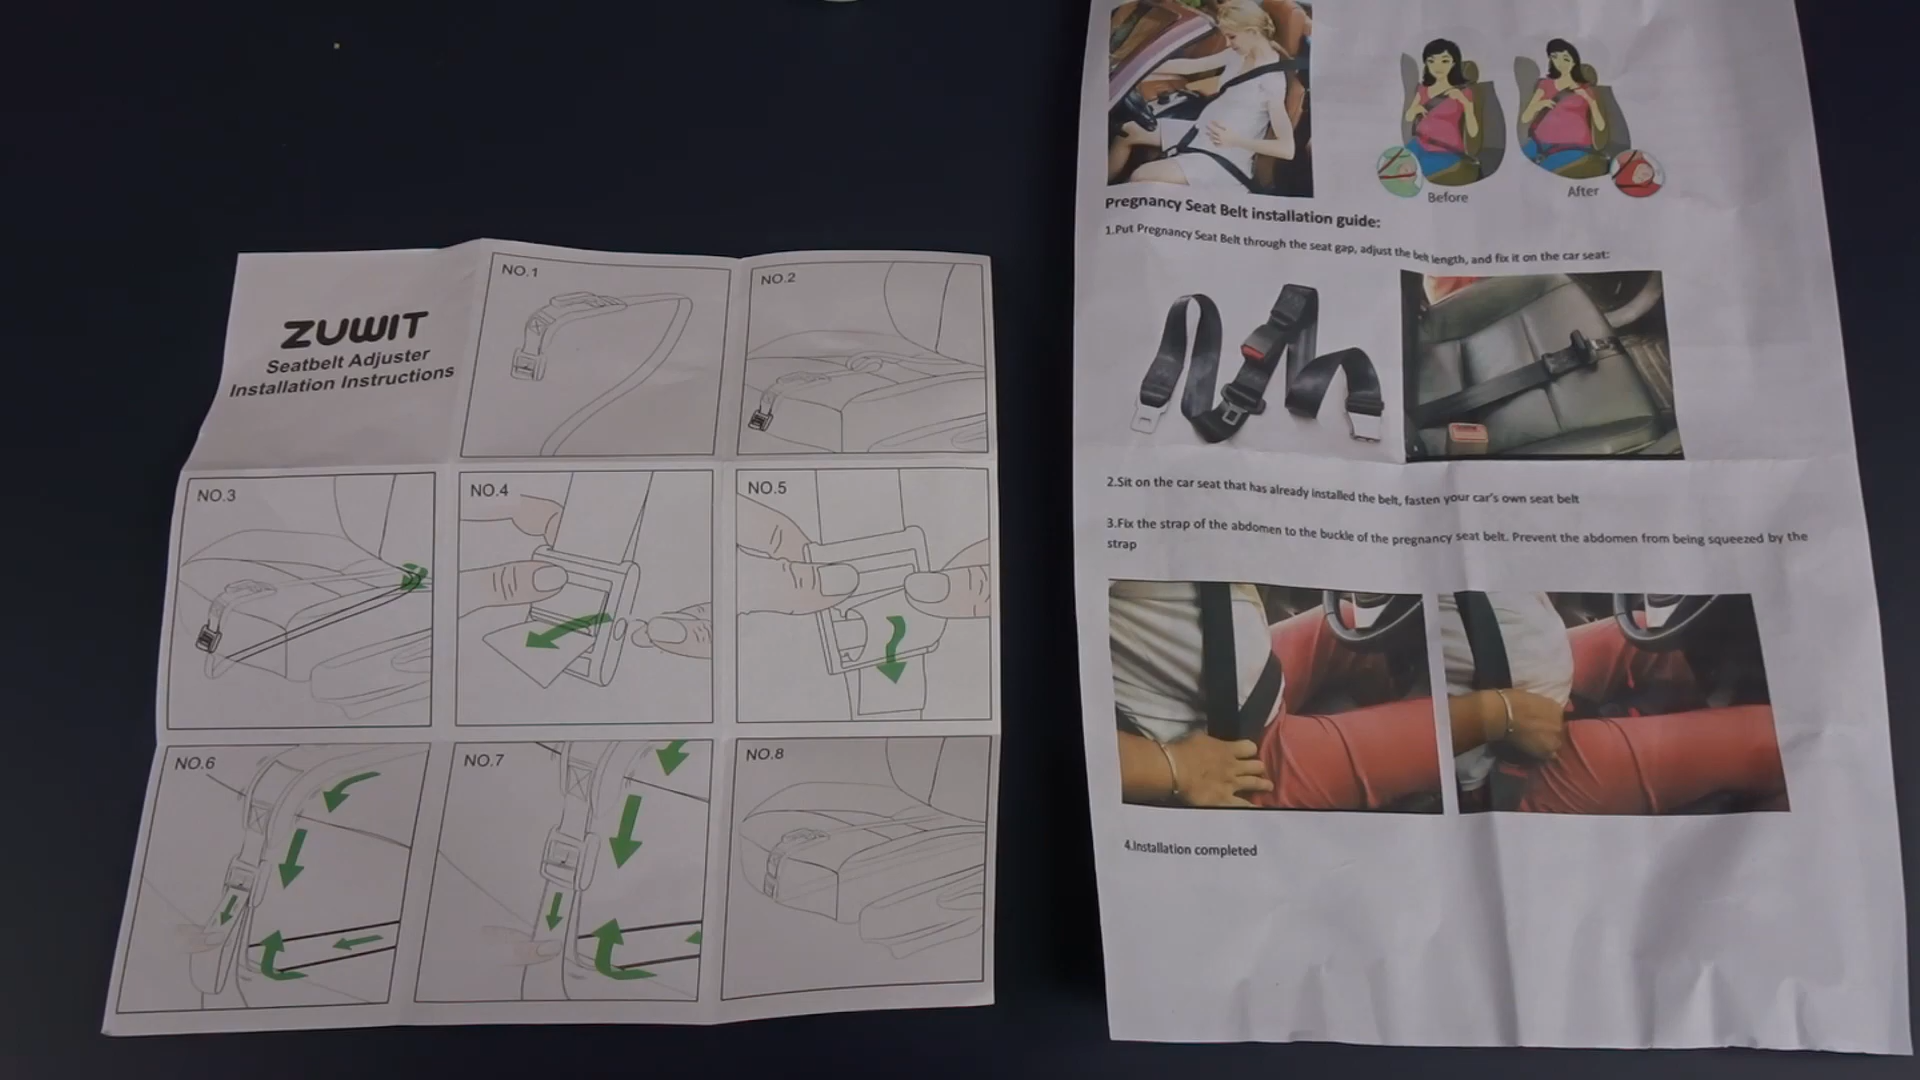 ZUWIT
Seatbelt Adjuster
Installation Instructions
NO.1
NO.2
NO.3
NO.4
NO.5
NO.6
NO.7
NO.8
Before
After
Pregnancy Seat Belt installation guide:
1.Put Pregnancy Seat Belt through the seat gap, adjust the belt length, and fix it on the car seat:
2.Sit on the car seat that has already installed the belt, fasten your car's own seat belt
3.Fix the strap of the abdomen to the buckle of the pregnancy seat belt. Prevent the abdomen from being squeezed by the
strap
4.Installation completed